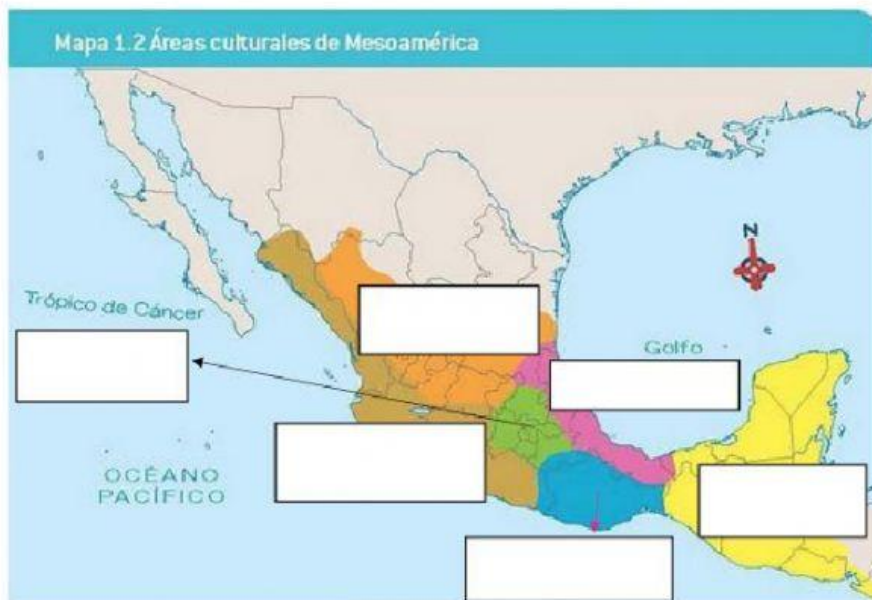 Mapa 1.2 Áreas culturales de Mesoamérica
N
Trópico de Cáncer
Golfo
OCÉANO
PACÍFICO